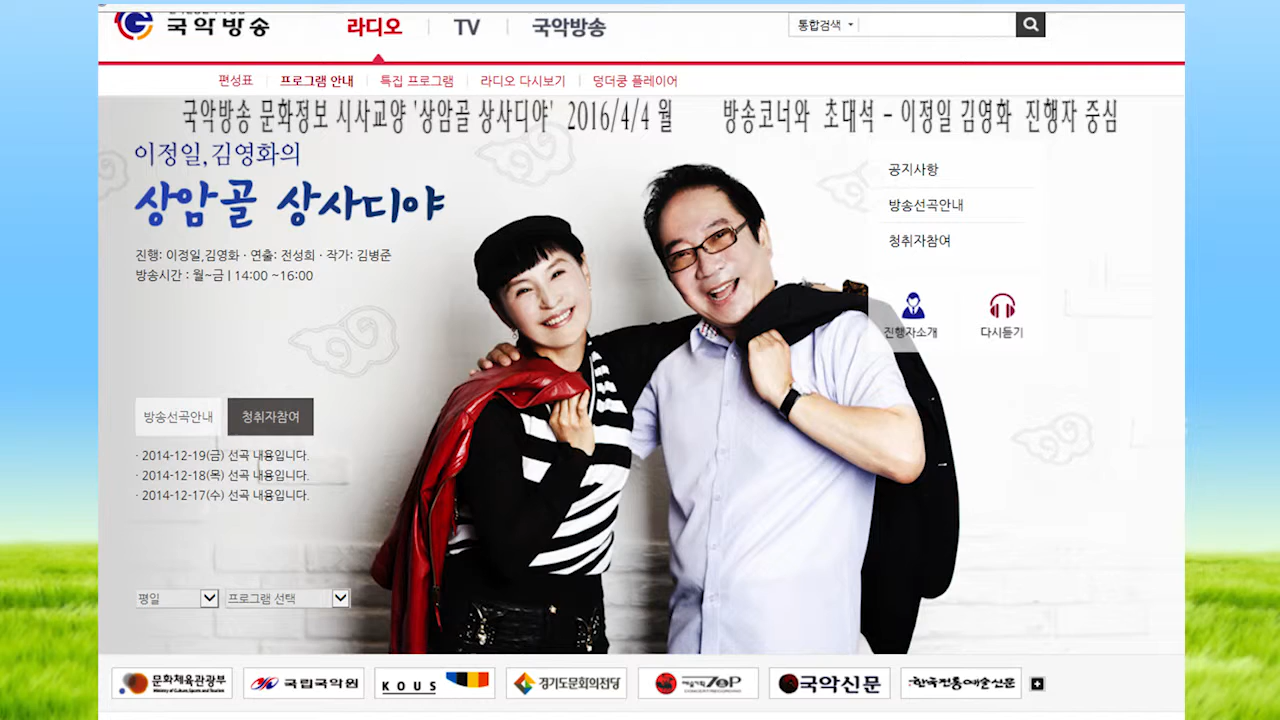 국악방송
라디오
TV
국악방송
통합검색
편성표
프로그램 안내
특집 프로그램
라디오 다시보기
덩더쿵 플레이어
국악방송 문화정보 시사교양 '상암골 상사디야' 2016/4/4 월 방송코너와 초대석 - 이정일 김영화 진행자 중심
이정일,김영화의
상암골 상사디야
진행: 이정일,김영화 · 연출: 전성희 · 작가: 김병준
방송시간 : 월~금 | 14:00 ~16:00
공지사항
방송선곡안내
청취자참여
진행자소개
다시듣기
방송선곡안내
청취자참여
· 2014-12-19(금) 선곡 내용입니다.
· 2014-12-18(목) 선곡 내용입니다.
· 2014-12-17(수) 선곡 내용입니다.
평일
프로그램 선택
문화체육관광부
Ministry of Culture, Sports and Tourism
국립국악원
KOUS
경기도문화의전당
국악신문
한국전통예술신문